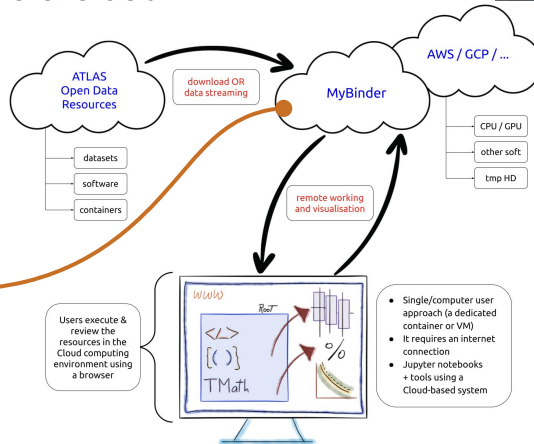 AWS / GCP / ...
ATLAS
Open Data
Resources
download OR
data streaming
MyBinder
datasets
software
containers
CPU / GPU
other soft
tmp HD
remote working
and visualisation
Users execute &
review the
resources in the
Cloud computing
environment using
a browser
WWW
ROOT
</>
[()]
TMath
%
● Single/computer user
approach (a dedicated
container or VM)
● It requires an internet
connection
● Jupyter notebooks
+ tools using a
Cloud-based system